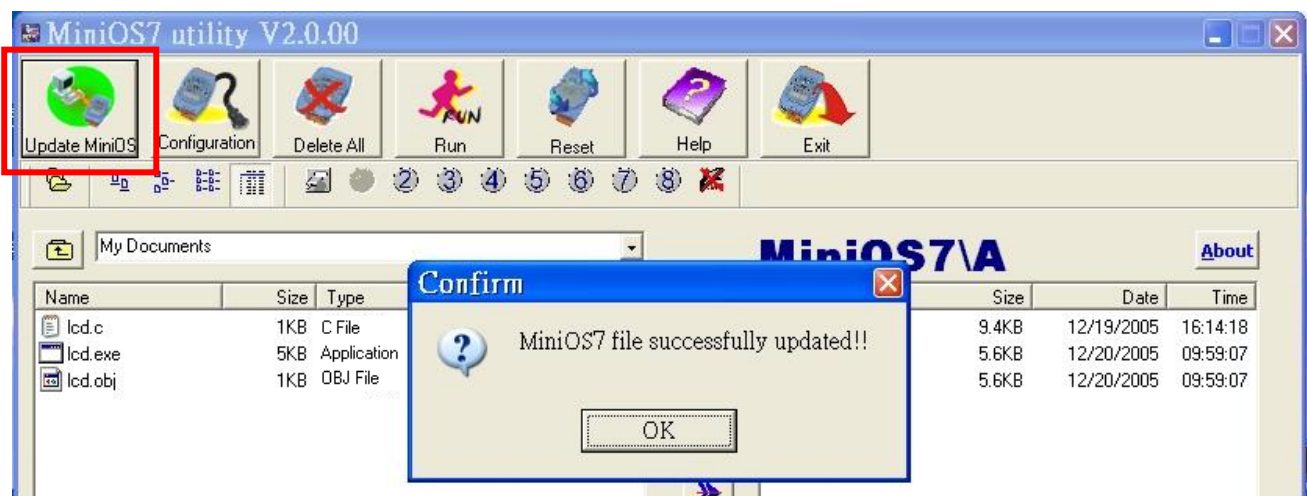 MiniOS7 utility V2.0.00
Update MiniOS
Configuration
Delete All
RUN
Run
Reset
Help
Exit
2 3 4 5 6 7 8
My Documents
MiniOS7\A
About
Name Size Type
Size Date Time
lcd.c 1KB C File
9.4KB 12/19/2005 16:14:18
lcd.exe 5KB Application
5.6KB 12/20/2005 09:59:07
lcd.obj 1KB OBJ File
5.6KB 12/20/2005 09:59:07
Confirm
MiniOS7 file successfully updated!!
OK